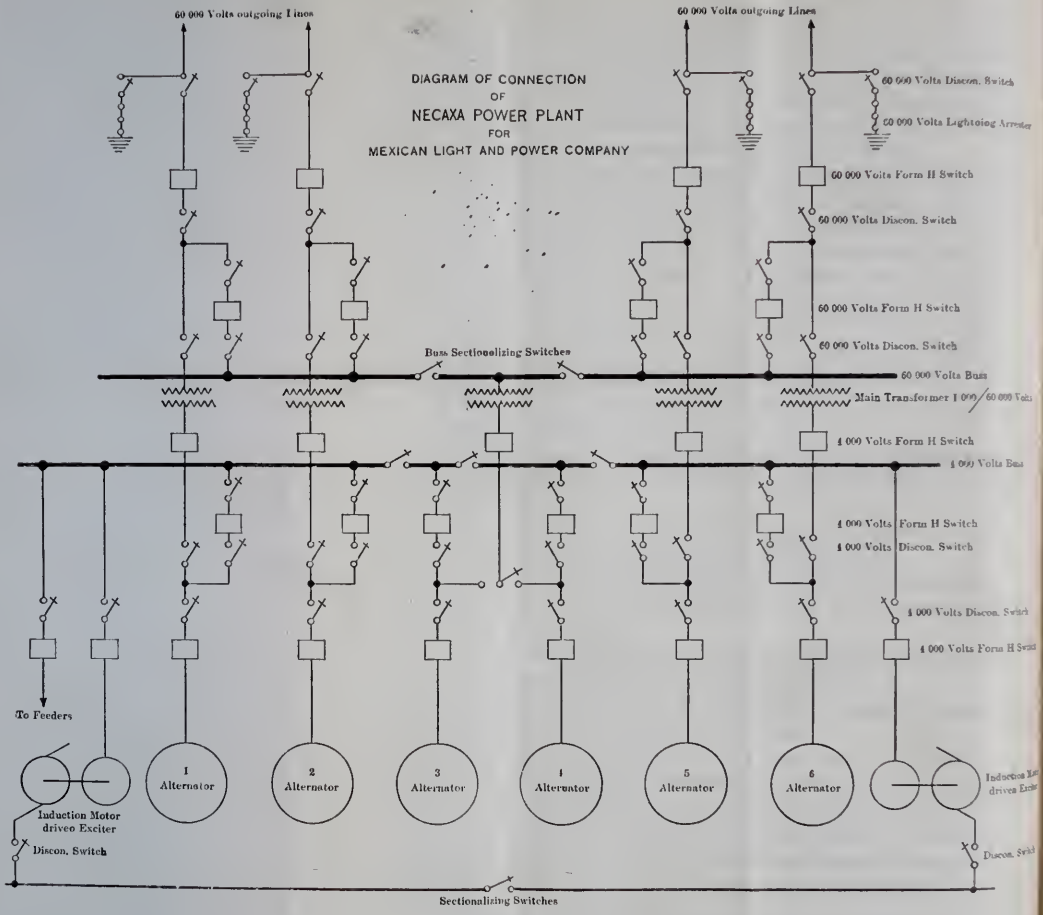 60 000 Volts outgoing Lines
60 000 Volts outgoing Lines
DIAGRAM OF CONNECTION
OF
NECAXA POWER PLANT
FOR
MEXICAN LIGHT AND POWER COMPANY
60 000 Volts Discon. Switch
60 000 Volts Lightning Arrester
60 000 Volts Form H Switch
60 000 Volts Discon. Switch
60 000 Volts Form H Switch
60 000 Volts Discon. Switch
Buss Sectionalizing Switches
60 000 Volts Buss
Main Transformer 4 000/60 000 Volts
4 000 Volts Form H Switch
4 000 Volts Buss
4 000 Volts Form H Switch
4 000 Volts Discon. Switch
4 000 Volts Discon. Switch
4 000 Volts Form H Switch
To Feeders
1
Alternator
2
Alternator
3
Alternator
4
Alternator
5
Alternator
6
Alternator
Induction Motor
driven Exciter
Induction
driven Exciter
Discon. Switch
Discon. Switch
Sectionalizing Switches